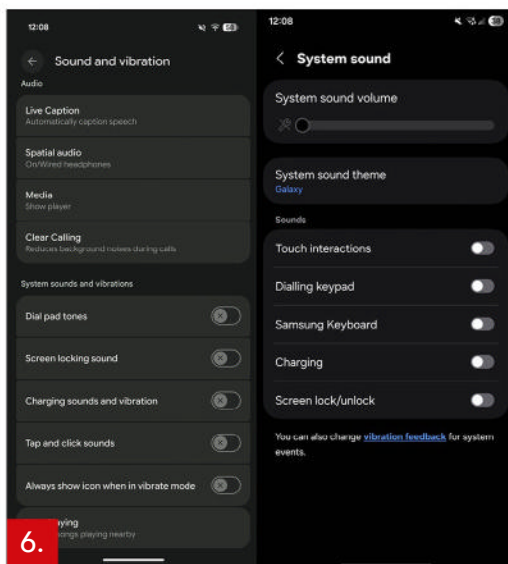 12:08
Sound and vibration
Audio
Live Caption
Automatically caption speech
Spatial audio
On/Wired headphones
Media
Show player
Clear Calling
Reduces background noises during calls
System sounds and vibrations
Dial pad tones
Screen locking sound
Charging sounds and vibration
Tap and click sounds
Always show icon when in vibrate mode
ying
ongs playing nearby
6.
12:08
System sound
System sound volume
System sound theme
Galaxy
Sounds
Touch interactions
Dialling keypad
Samsung Keyboard
Charging
Screen lock/unlock
You can also change vibration feedback for system
events.